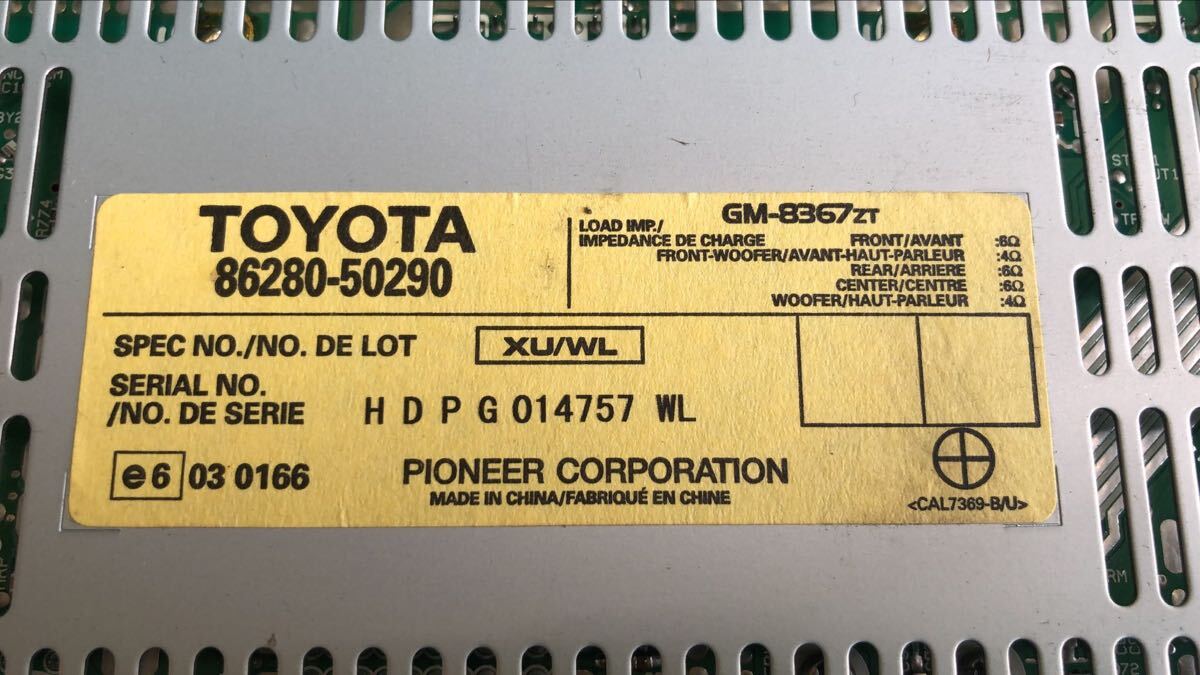 TOYOTA
86280-50290
GM-8367ZT
LOAD IMP./
IMPEDANCE DE CHARGE FRONT/AVANT :6Ω
FRONT-WOOFER/AVANT-HAUT-PARLEUR :4Ω
REAR/ARRIERE :6Ω
CENTER/CENTRE :6Ω
WOOFER/HAUT-PARLEUR :4Ω
SPEC NO./NO. DE LOT XU/WL
SERIAL NO.
/NO. DE SERIE H D P G 014757 WL
e6 03 0166
PIONEER CORPORATION
MADE IN CHINA/FABRIQUÉ EN CHINE
<CAL7369-B/U>
R774